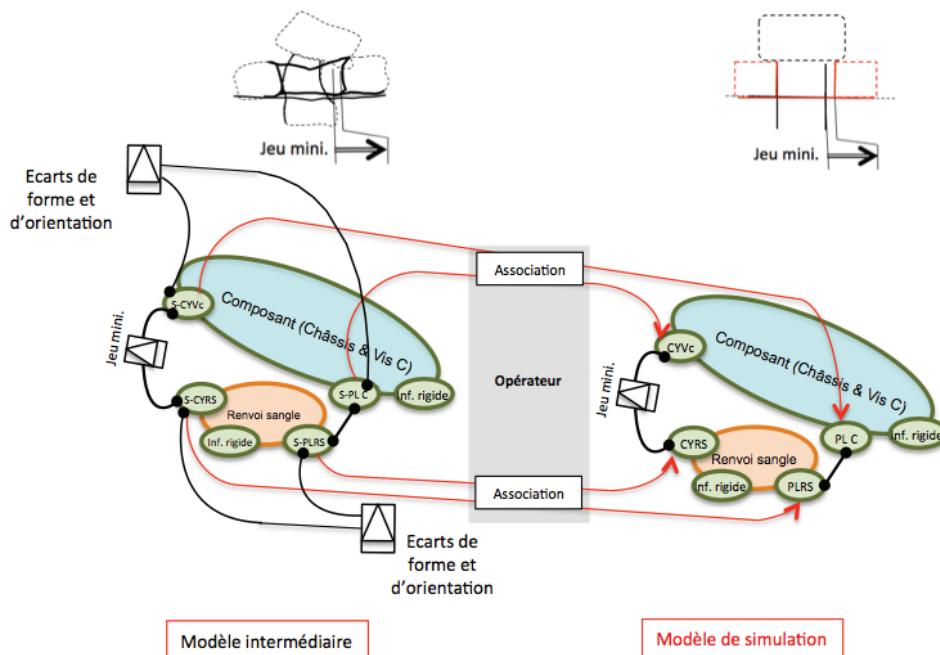 Jeu mini.
Jeu mini.
Ecarts de
forme et
d'orientation
Association
S-CYVc
Composant (Châssis & Vis C)
Jeu mini.
S-CYRS
Renvoi sangle
Inf. rigide
S-PLRS
S-PL C
nf. rigide
Opérateur
CYVc
Composant (Châssis & Vis C)
Jeu mini.
CYRS
Renvoi sangle
Inf. rigide
PLRS
PL C
nf. rigide
Association
Ecarts de
forme et
d'orientation
Modèle intermédiaire
Modèle de simulation